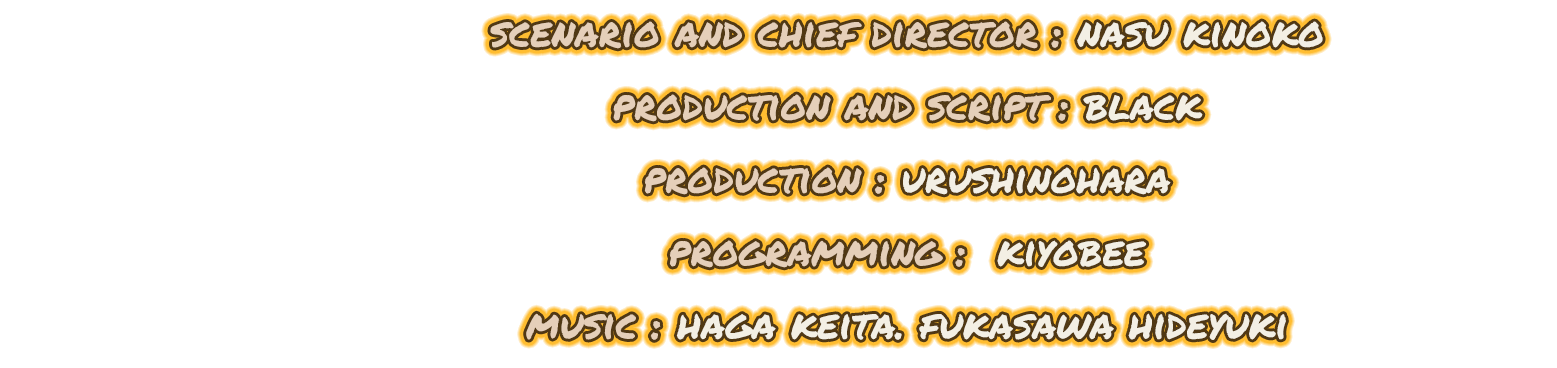 SCENARIO AND CHIEF DIRECTOR : NASU KINOKO
PRODUCTION AND SCRIPT : BLACK
PRODUCTION : URUSHINOHARA
PROGRAMMING : KIYOBEE
MUSIC : HAGA KEITA. FUKASAWA HIDEYUKI